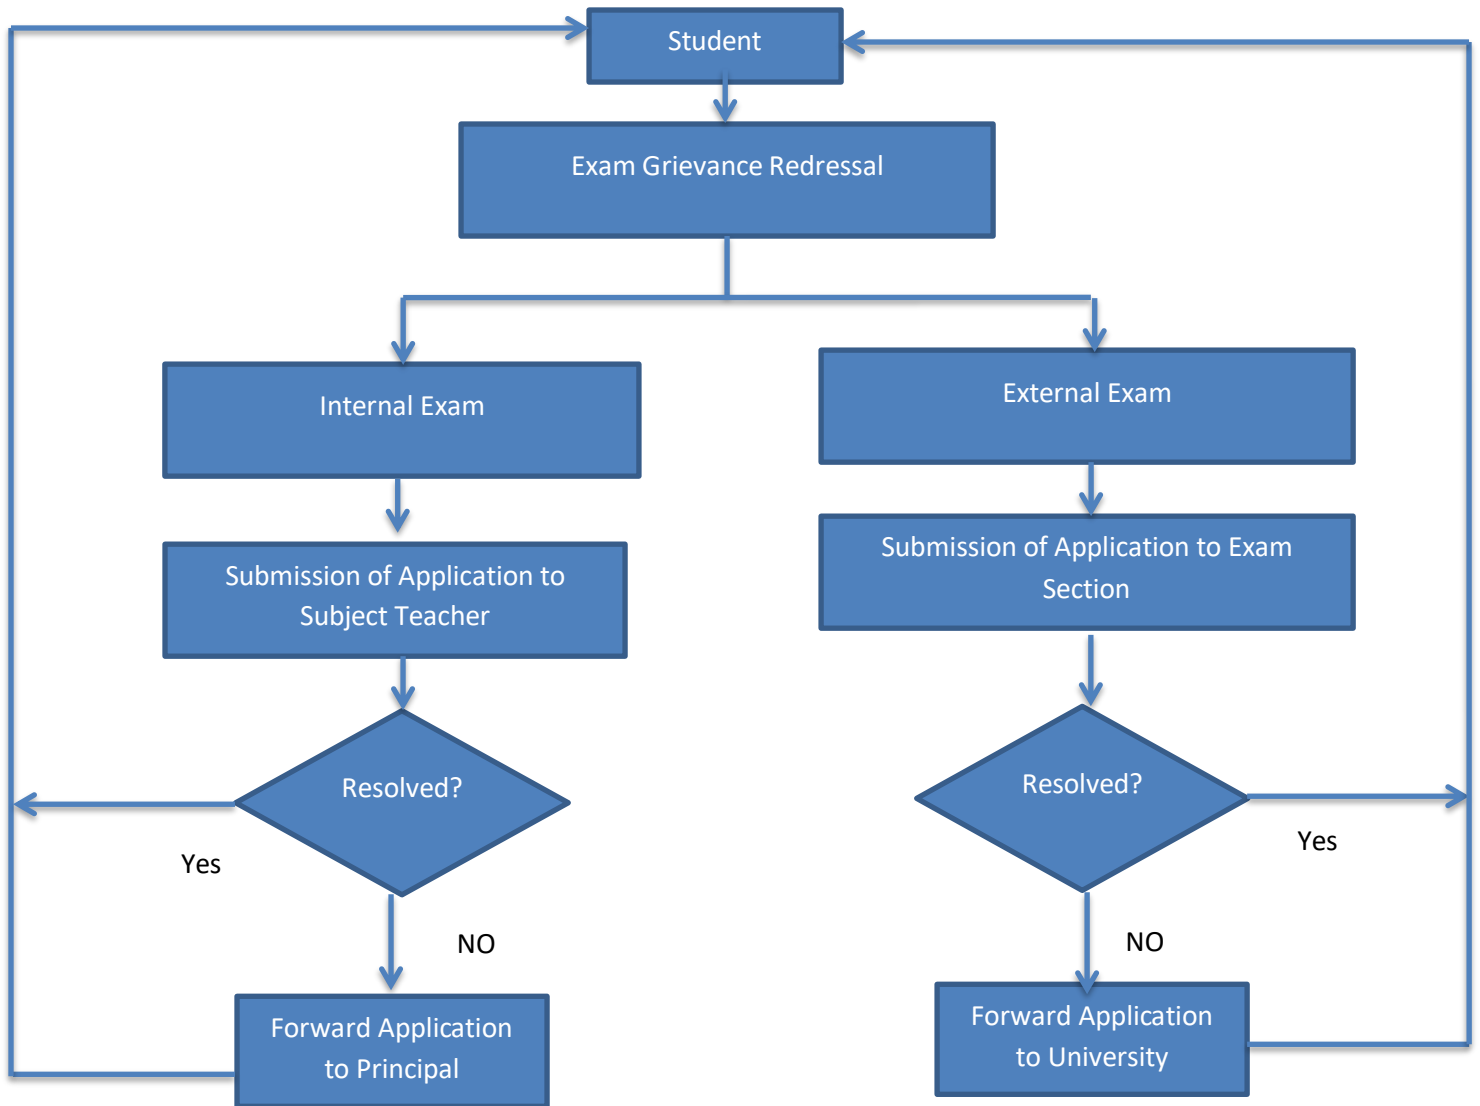 Student
Exam Grievance Redressal
Internal Exam
External Exam
Submission of Application to
Subject Teacher
Submission of Application to Exam
Section
Resolved?
Resolved?
Yes
Yes
NO
NO
Forward Application
to Principal
Forward Application
to University